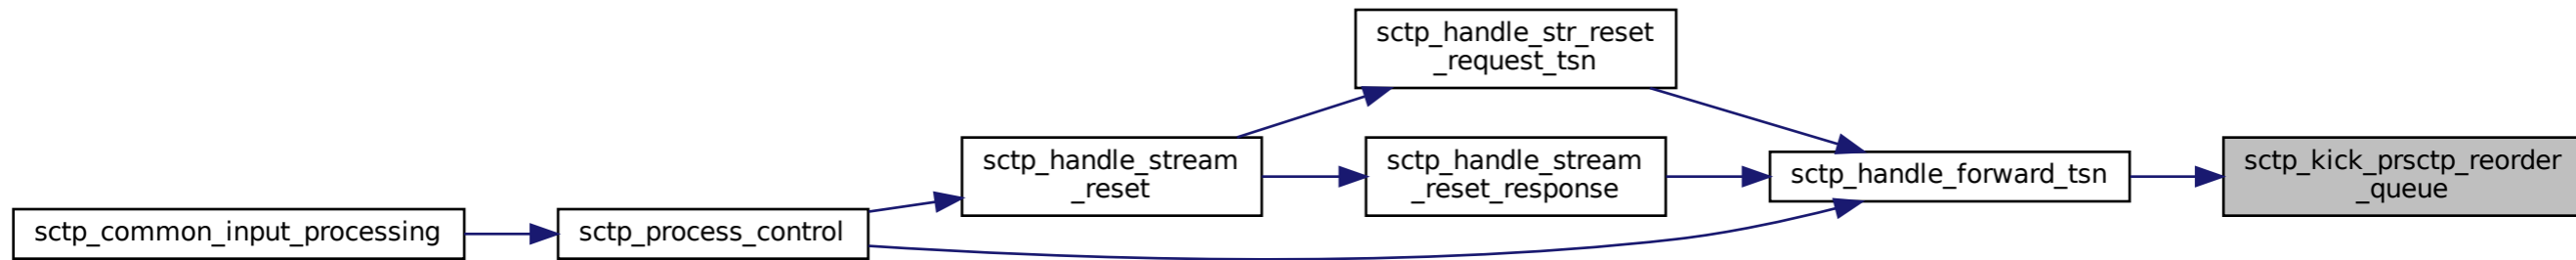 sctp_handle_str_reset
_request_tsn
sctp_handle_stream
_reset
sctp_handle_stream
_reset_response
sctp_handle_forward_tsn
sctp_kick_prsctp_reorder
_queue
sctp_common_input_processing
sctp_process_control